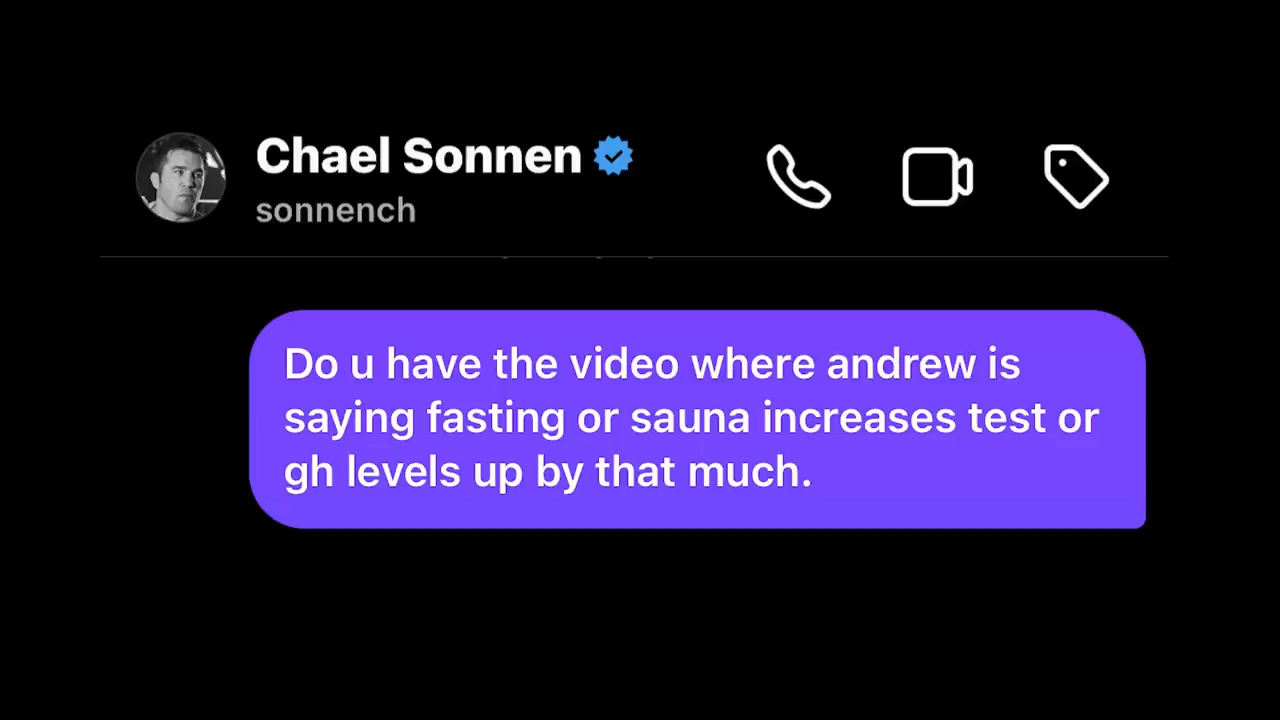 Chael Sonnen
sonnench
Do u have the video where andrew is
saying fasting or sauna increases test or
gh levels up by that much.